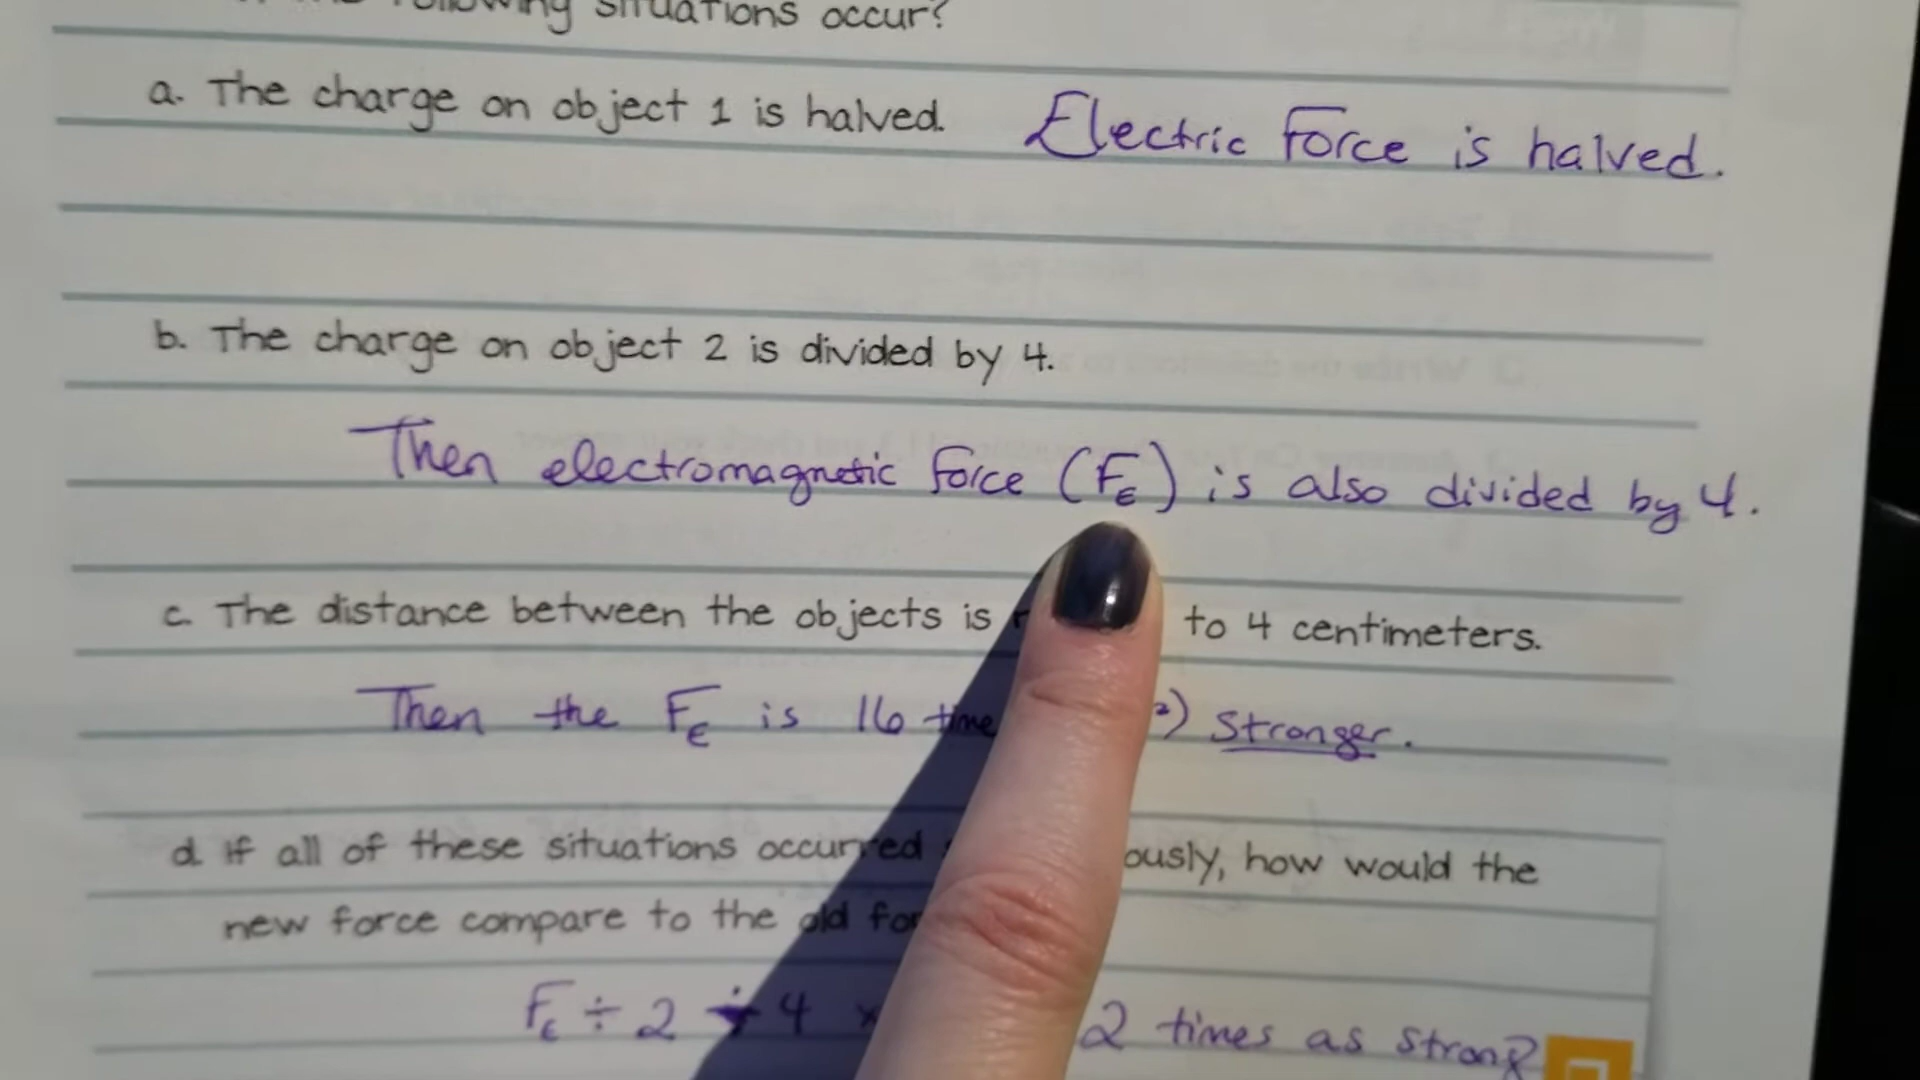 following situations occur?
a. The charge on object 1 is halved. Electric Force is halved.
b. The charge on object 2 is divided by 4.
Then electromagnetic force (FE) is also divided by 4.
c. The distance between the objects is to 4 centimeters.
Then the FE is 16 ²) stronger.
d. If all of these situations occurred how would the
new force compare to the old
FE ÷ 2 ÷ 4 2 times as strong